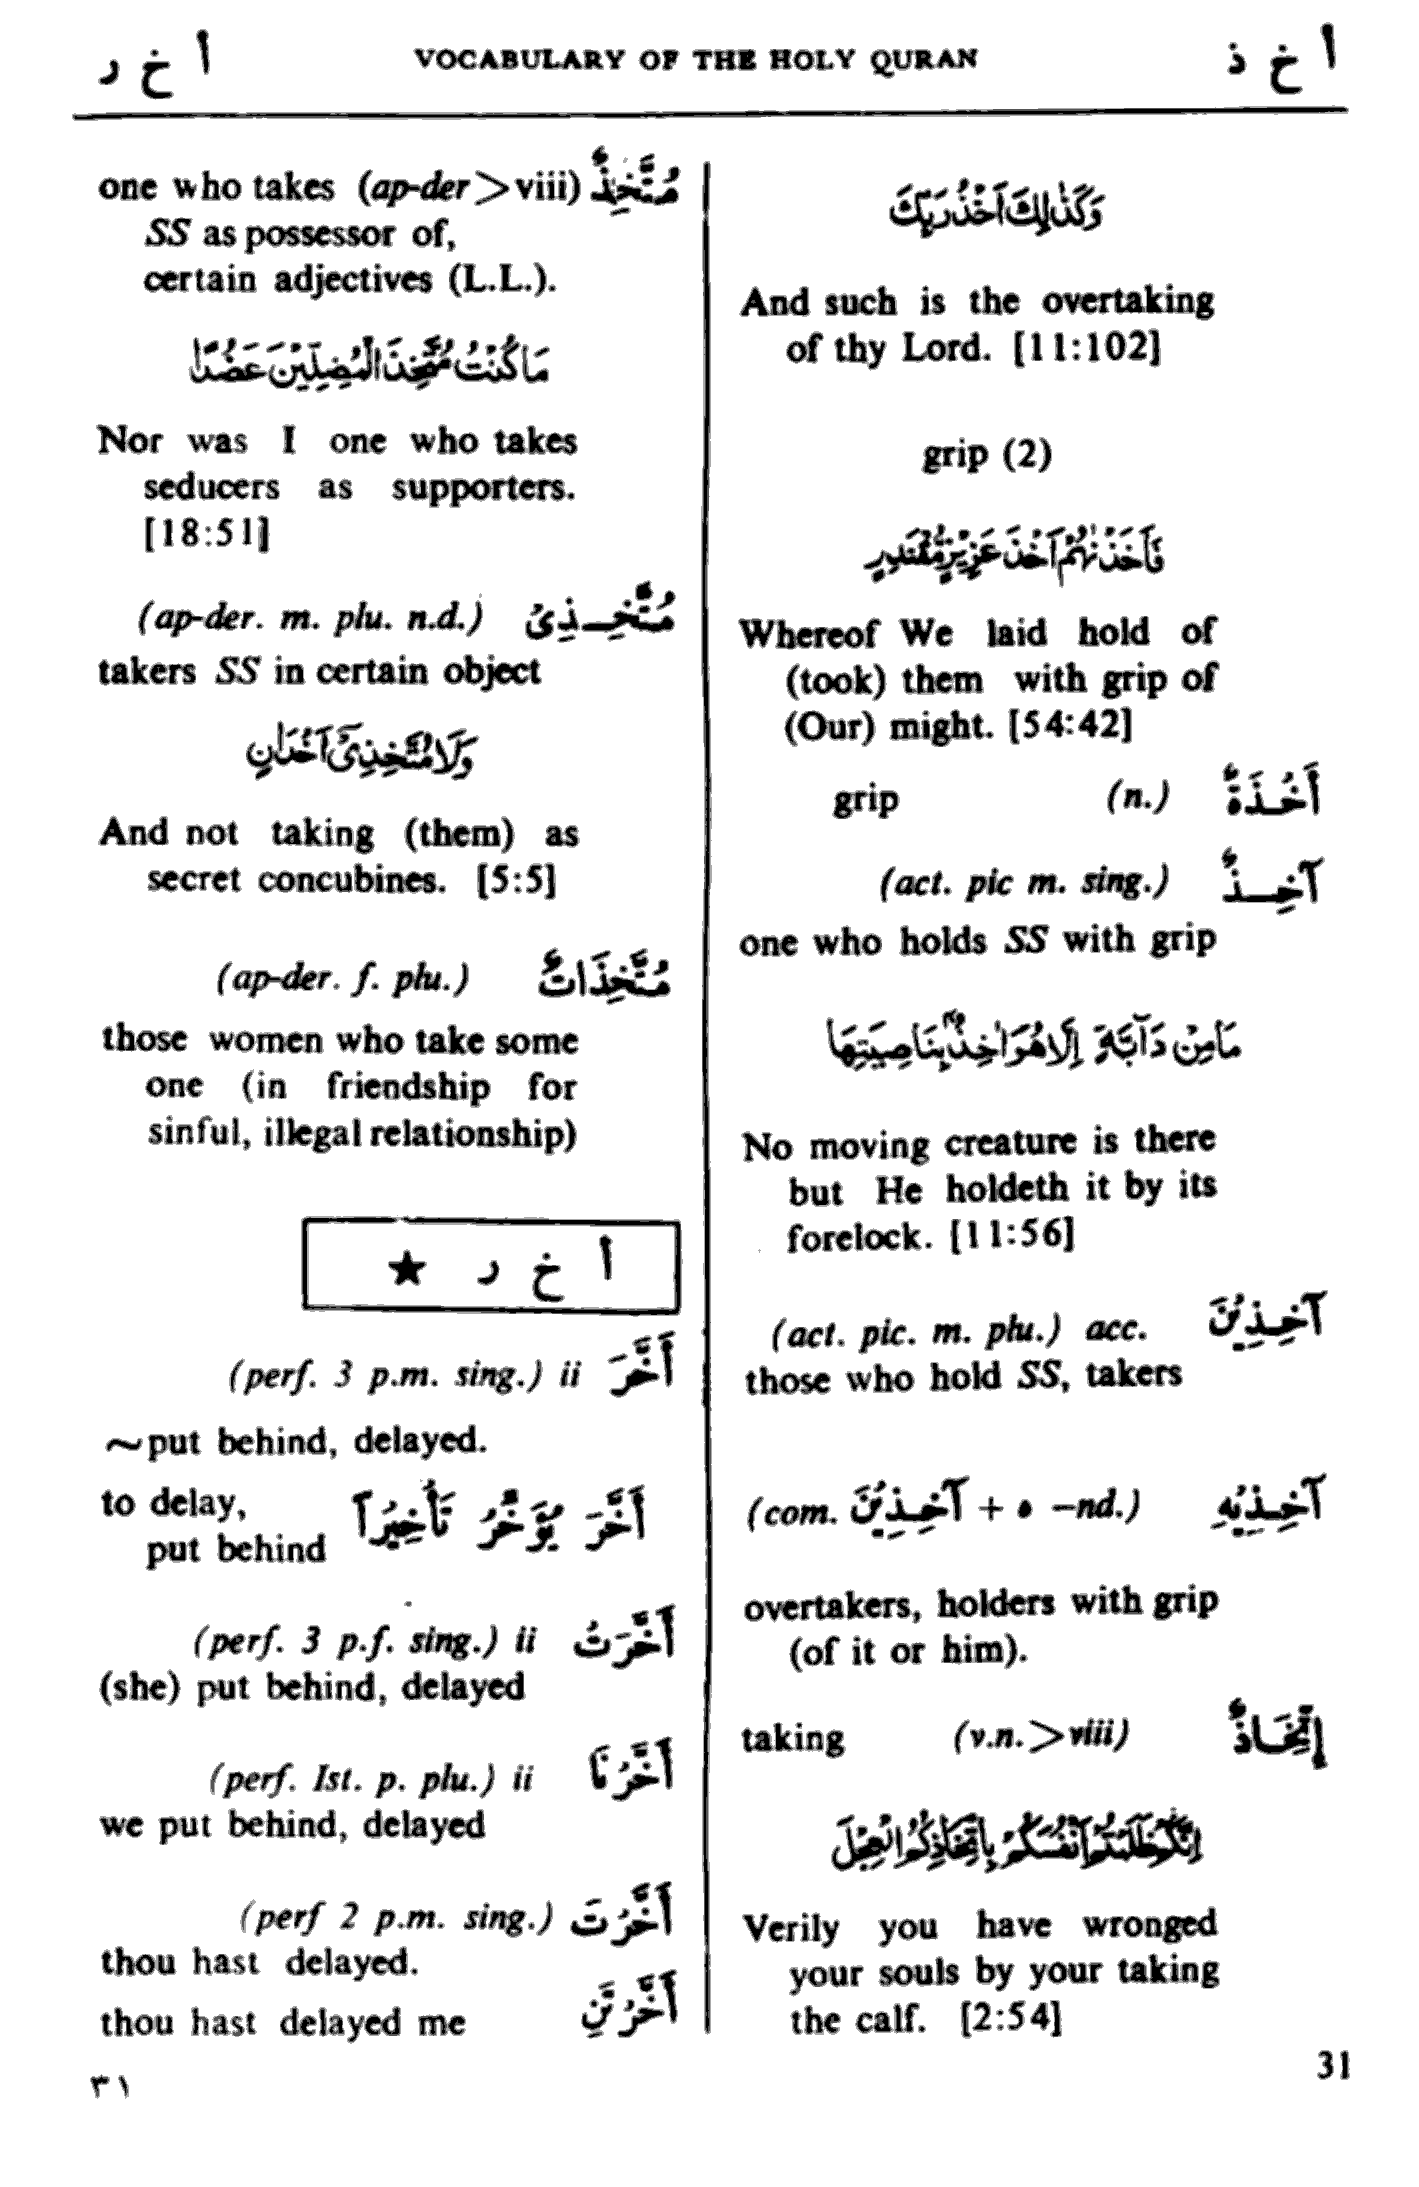 أ خ ر VOCABULARY OF THE HOLY QURAN أ خ ذ
وَكَذٰلِكَ اَخْذُ رَبِّكَ
And such is the overtaking
of thy Lord. [11:102]
grip (2)
فَاَخَذْنٰهُمْ اَخْذَ عَزِيْزٍ مُّقْتَدِرٍ
Whereof We laid hold of
(took) them with grip of
(Our) might. [54:42]
grip (n.) أَخْذَةٌ
(act. pic m. sing.) آخِـذٌ
one who holds SS with grip
مَا مِنْ دَآبَّةٍ اِلَّا هُوَ اٰخِذٌۢ بِنَاصِيَتِهَا
No moving creature is there
but He holdeth it by its
forelock. [11:56]
(act. pic. m. plu.) acc. آخِـذِيْنَ
those who hold SS, takers
(com. آخِـذِيْنَ + ه –nd.) آخِـذِيْهِ
overtakers, holders with grip
(of it or him).
taking (v.n.>viii) إِتِّخَـاذٌ
اِنَّكُمْ ظَلَمْتُمْ اَنْفُسَكُمْ بِاتِّخَاذِكُمُ الْعِجْلَ
Verily you have wronged
your souls by your taking
the calf. [2:54]
one who takes (ap-der>viii) مُتَّخِذٌ
SS as possessor of,
certain adjectives (L.L.).
مَا كُنْتُ مُتَّخِذَ الْمُضِلِّيْنَ عَضُدًا
Nor was I one who takes
seducers as supporters.
[18:51]
(ap-der. m. plu. n.d.) مُتَّخِـذِيْ
takers SS in certain object
وَلَا مُتَّخِذِيْٓ اَخْدَانٍ
And not taking (them) as
secret concubines. [5:5]
(ap-der. f. plu.) مُتَّخِذَاتٌ
those women who take some
one (in friendship for
sinful, illegal relationship)
★ أ خ ر
(perf. 3 p.m. sing.) ii أَخَّرَ
~put behind, delayed.
to delay, أَخَّرَ يُؤَخِّرُ تَأْخِيْراً
put behind
(perf. 3 p.f. sing.) ii أَخَّرَتْ
(she) put behind, delayed
(perf. Ist. p. plu.) ii أَخَّرْنَا
we put behind, delayed
(perf 2 p.m. sing.) أَخَّرْتَ
thou hast delayed.
thou hast delayed me أَخَّرْتَنِ
31
٣١